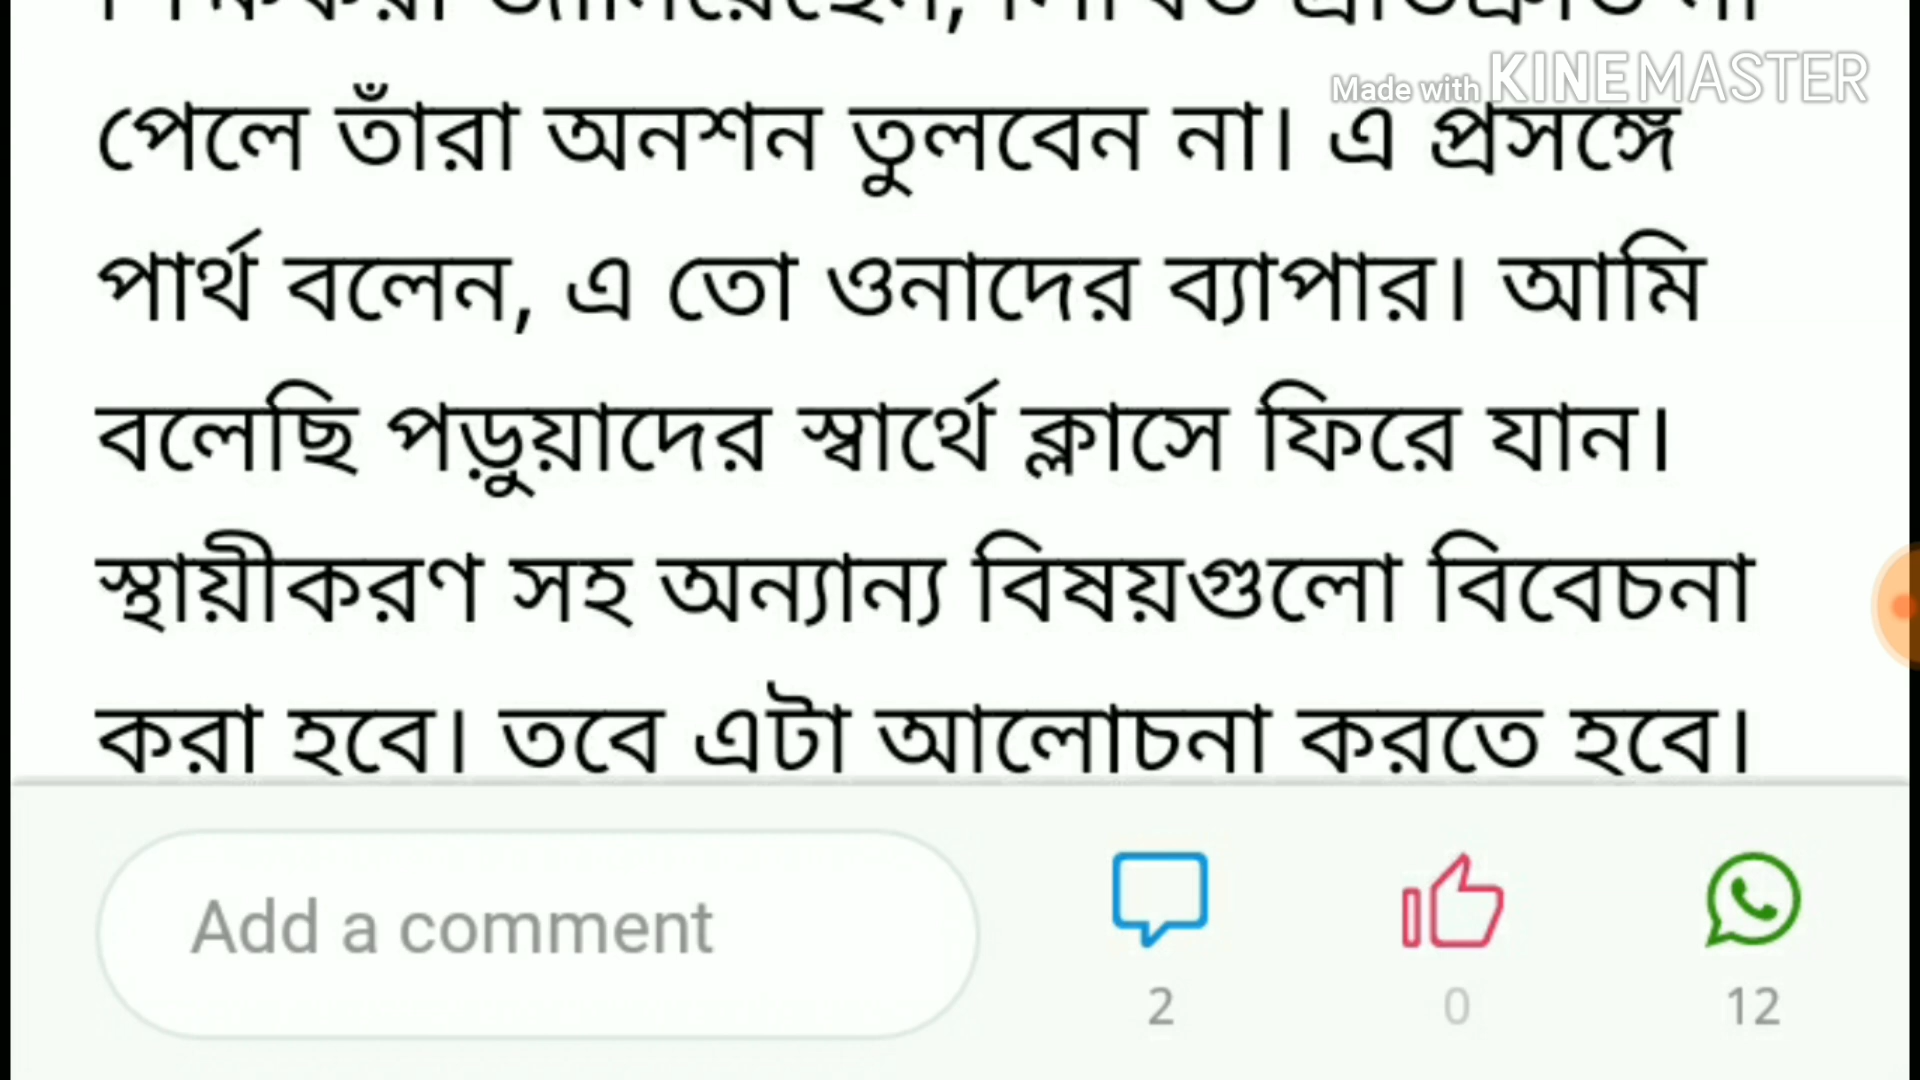 পেলে তাঁরা অনশন তুলবেন না। এ প্রসঙ্গে
পার্থ বলেন, এ তো ওনাদের ব্যাপার। আমি
বলেছি পড়ুয়াদের স্বার্থে ক্লাসে ফিরে যান।
স্থায়ীকরণ সহ অন্যান্য বিষয়গুলো বিবেচনা
করা হবে। তবে এটা আলোচনা করতে হবে।
Made with KINEMASTER
Add a comment
2
0
12